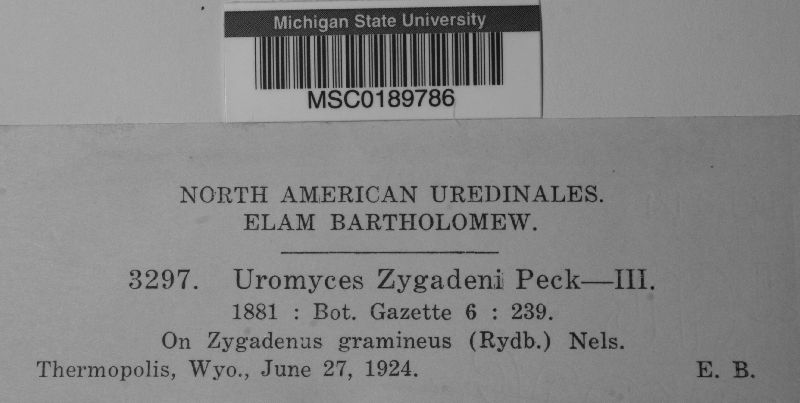 Michigan State University
MSC0189786
NORTH AMERICAN UREDINALES.
ELAM BARTHOLOMEW.
3297. Uromyces Zygadeni Peck—III.
1881 : Bot. Gazette 6 : 239.
On Zygadenus gramineus (Rydb.) Nels.
Thermopolis, Wyo., June 27, 1924. E. B.